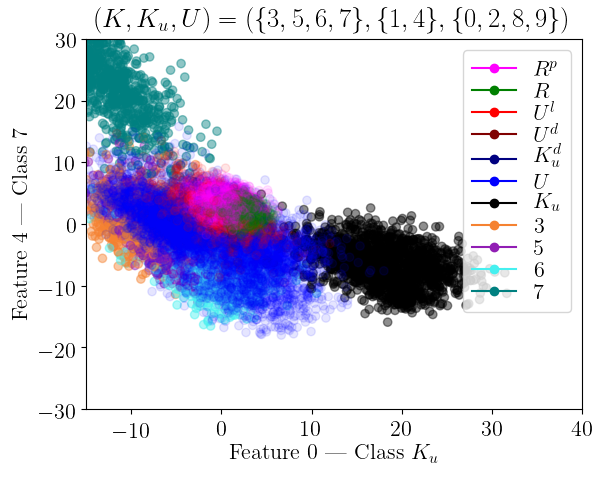 (K, K_u, U) = ({3, 5, 6, 7}, {1, 4}, {0, 2, 8, 9})
30
20
10
0
−10
−20
−30
Feature 4 — Class 7
−10
0
10
20
30
40
Feature 0 — Class K_u
R^p
R
U^l
U^d
K_u^d
U
K_u
3
5
6
7